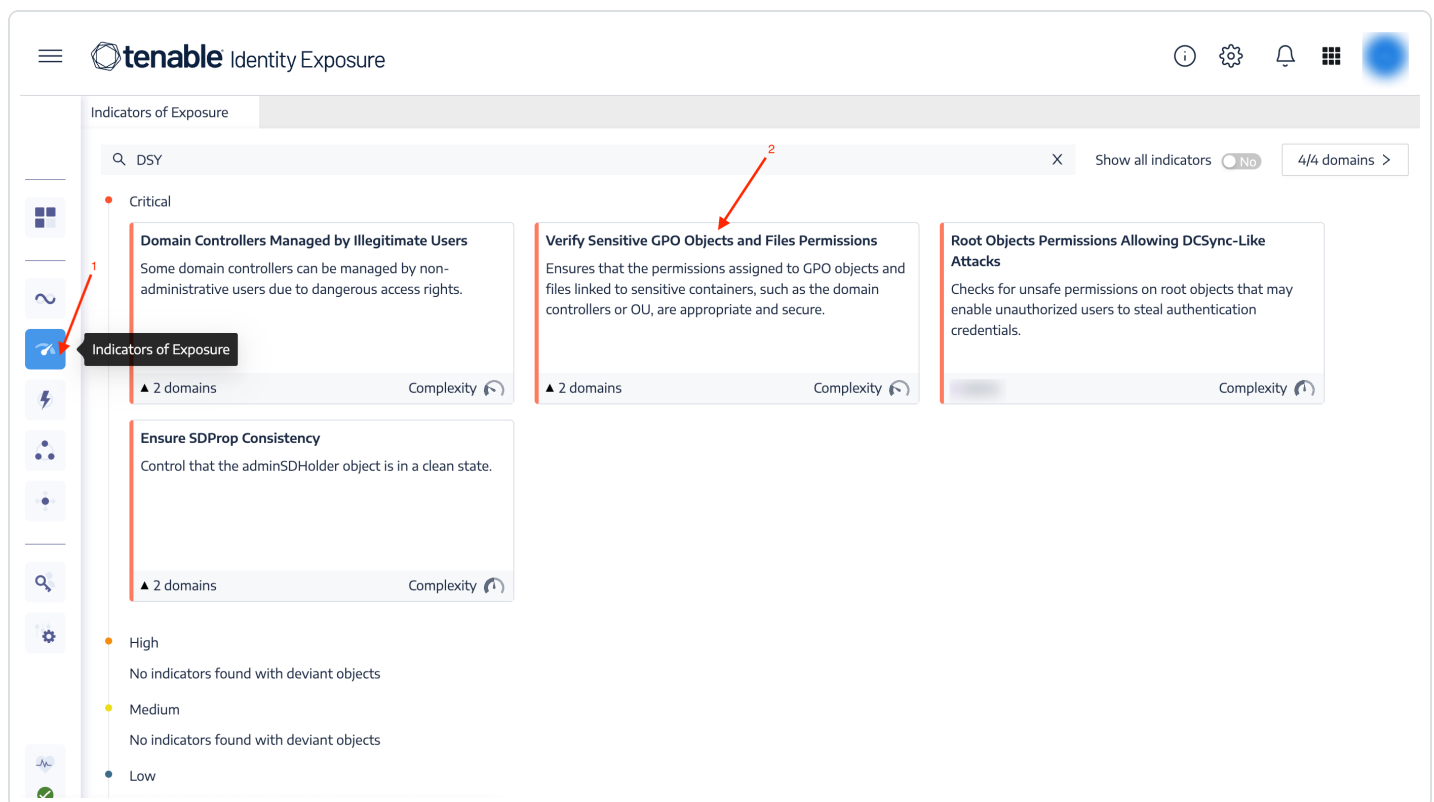 tenable Identity Exposure
Indicators of Exposure
DSY
X
Show all indicators
No
4/4 domains >
2
1
Critical
Domain Controllers Managed by Illegitimate Users
Some domain controllers can be managed by non-
administrative users due to dangerous access rights.
▲ 2 domains
Complexity
Verify Sensitive GPO Objects and Files Permissions
Ensures that the permissions assigned to GPO objects and
files linked to sensitive containers, such as the domain
controllers or OU, are appropriate and secure.
▲ 2 domains
Complexity
Root Objects Permissions Allowing DCSync-Like
Attacks
Checks for unsafe permissions on root objects that may
enable unauthorized users to steal authentication
credentials.
Complexity
Indicators of Exposure
Ensure SDProp Consistency
Control that the adminSDHolder object is in a clean state.
▲ 2 domains
Complexity
High
No indicators found with deviant objects
Medium
No indicators found with deviant objects
Low